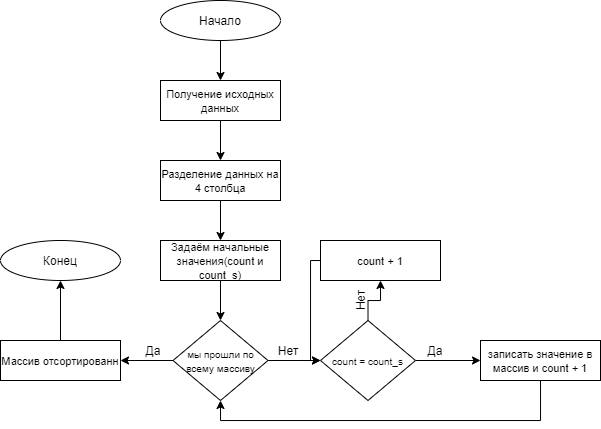 Начало
Получение исходных
данных
Разделение данных на
4 столбца
Задаём начальные
значения(count и
count_s)
Конец
count + 1
Нет
Массив отсортированн
Да
мы прошли по
всему массиву
Нет
count = count_s
Да
записать значение в
массив и count + 1